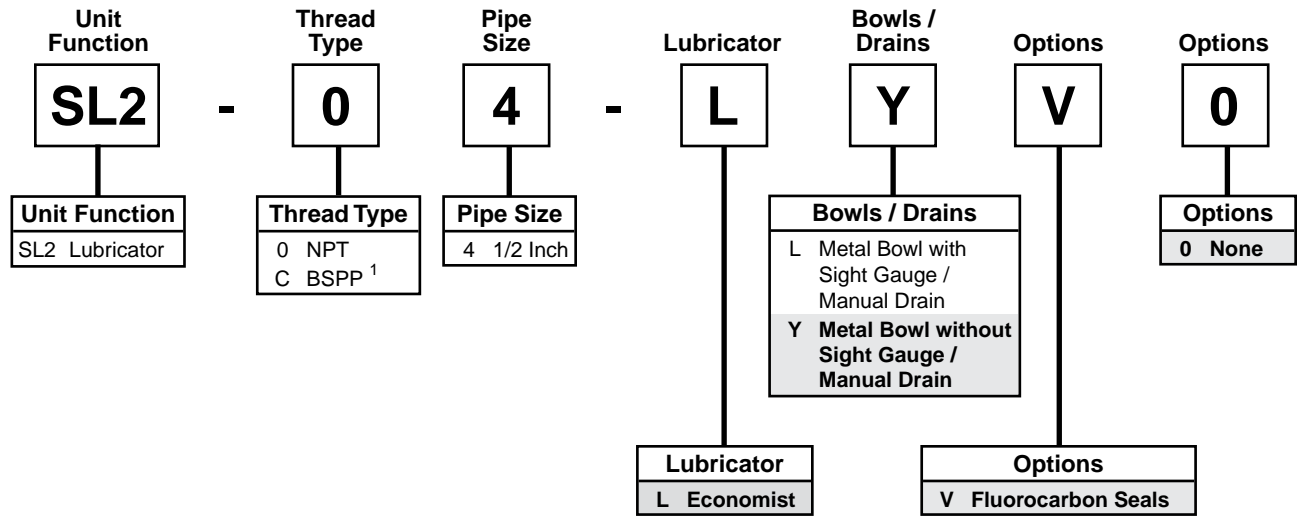 Unit
Function
Thread
Type
Pipe
Size
Lubricator
Bowls /
Drains
Options
Options
SL2 - 0 4 - L Y V 0
Unit Function
SL2 Lubricator
Thread Type
0 NPT
C BSPP 1
Pipe Size
4 1/2 Inch
Bowls / Drains
L Metal Bowl with
Sight Gauge /
Manual Drain
Y Metal Bowl without
Sight Gauge /
Manual Drain
Options
0 None
Lubricator
L Economist
Options
V Fluorocarbon Seals